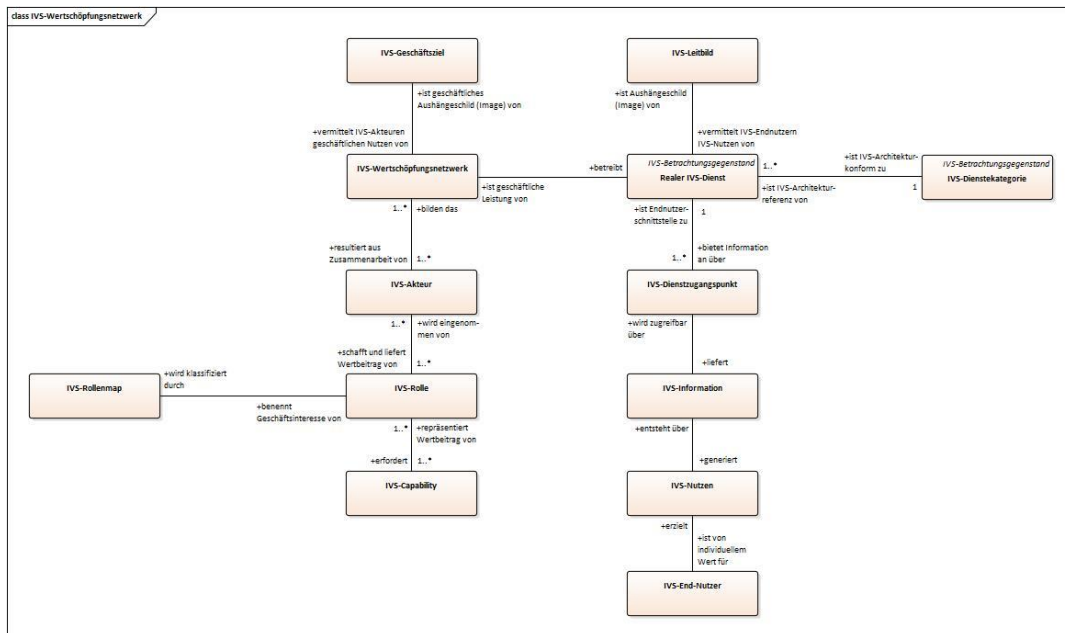 class IVS-Wertschöpfungsnetzwerk
IVS-Geschäftsziel
IVS-Leitbild
+ist geschäftliches
Aushängeschild (Image) von
+ist Aushängeschild
(Image) von
+vermittelt IVS-Akteuren
geschäftlichen Nutzen von
+vermittelt IVS-Endnutzern
IVS-Nutzen von
IVS-Wertschöpfungsnetzwerk
+betreibt
+ist geschäftliche
Leistung von
IVS-Betrachtungsgegenstand
Realer IVS-Dienst
1..*
+ist IVS-Architektur-
konform zu
+ist IVS-Architektur-
referenz von
1
IVS-Betrachtungsgegenstand
IVS-Dienstekategorie
1..*
+bilden das
+ist Endnutzer-
schnittstelle zu
1
+resultiert aus
Zusammenarbeit von
1..*
1..*
+bietet Information
an über
IVS-Akteur
IVS-Dienstzugangspunkt
1..*
+wird eingenom-
men von
+wird zugreifbar
über
+schafft und liefert
Wertbeitrag von
1..*
+liefert
IVS-Rollenmap
+wird klassifiziert
durch
+benennt
Geschäftsinteresse von
IVS-Rolle
IVS-Information
1..*
+repräsentiert
Wertbeitrag von
+entsteht über
+erfordert
1..*
+generiert
IVS-Capability
IVS-Nutzen
+erzielt
+ist von
individuellem
Wert für
IVS-End-Nutzer